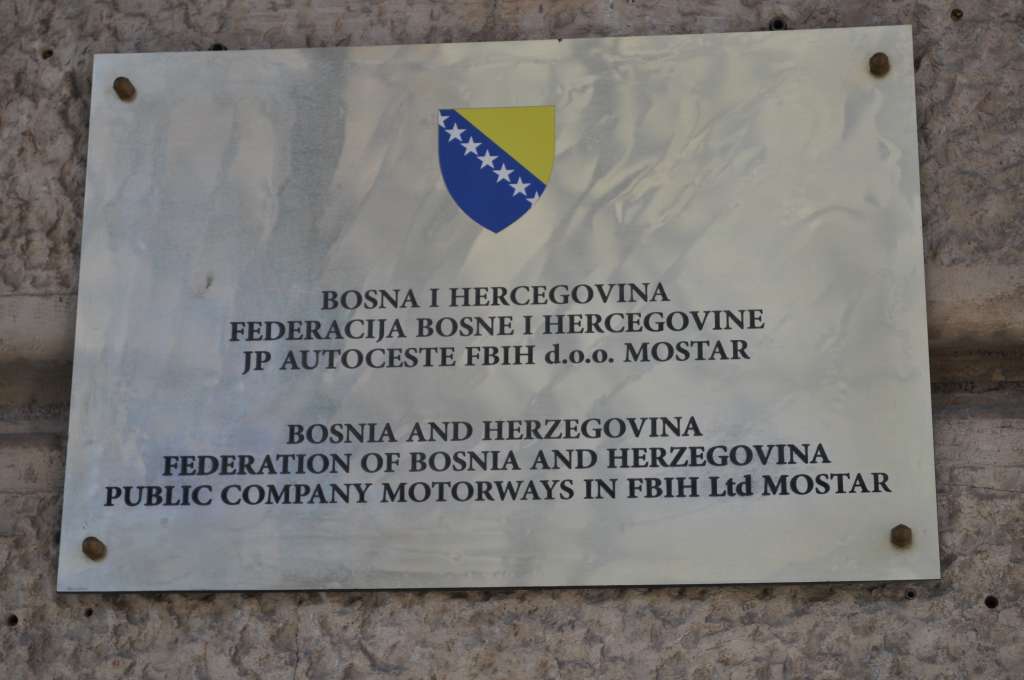 BOSNA I HERCEGOVINA
FEDERACIJA BOSNE I HERCEGOVINE
JP AUTOCESTE FBIH d.o.o. MOSTAR
BOSNIA AND HERZEGOVINA
FEDERATION OF BOSNIA AND HERZEGOVINA
PUBLIC COMPANY MOTORWAYS IN FBIH Ltd MOSTAR